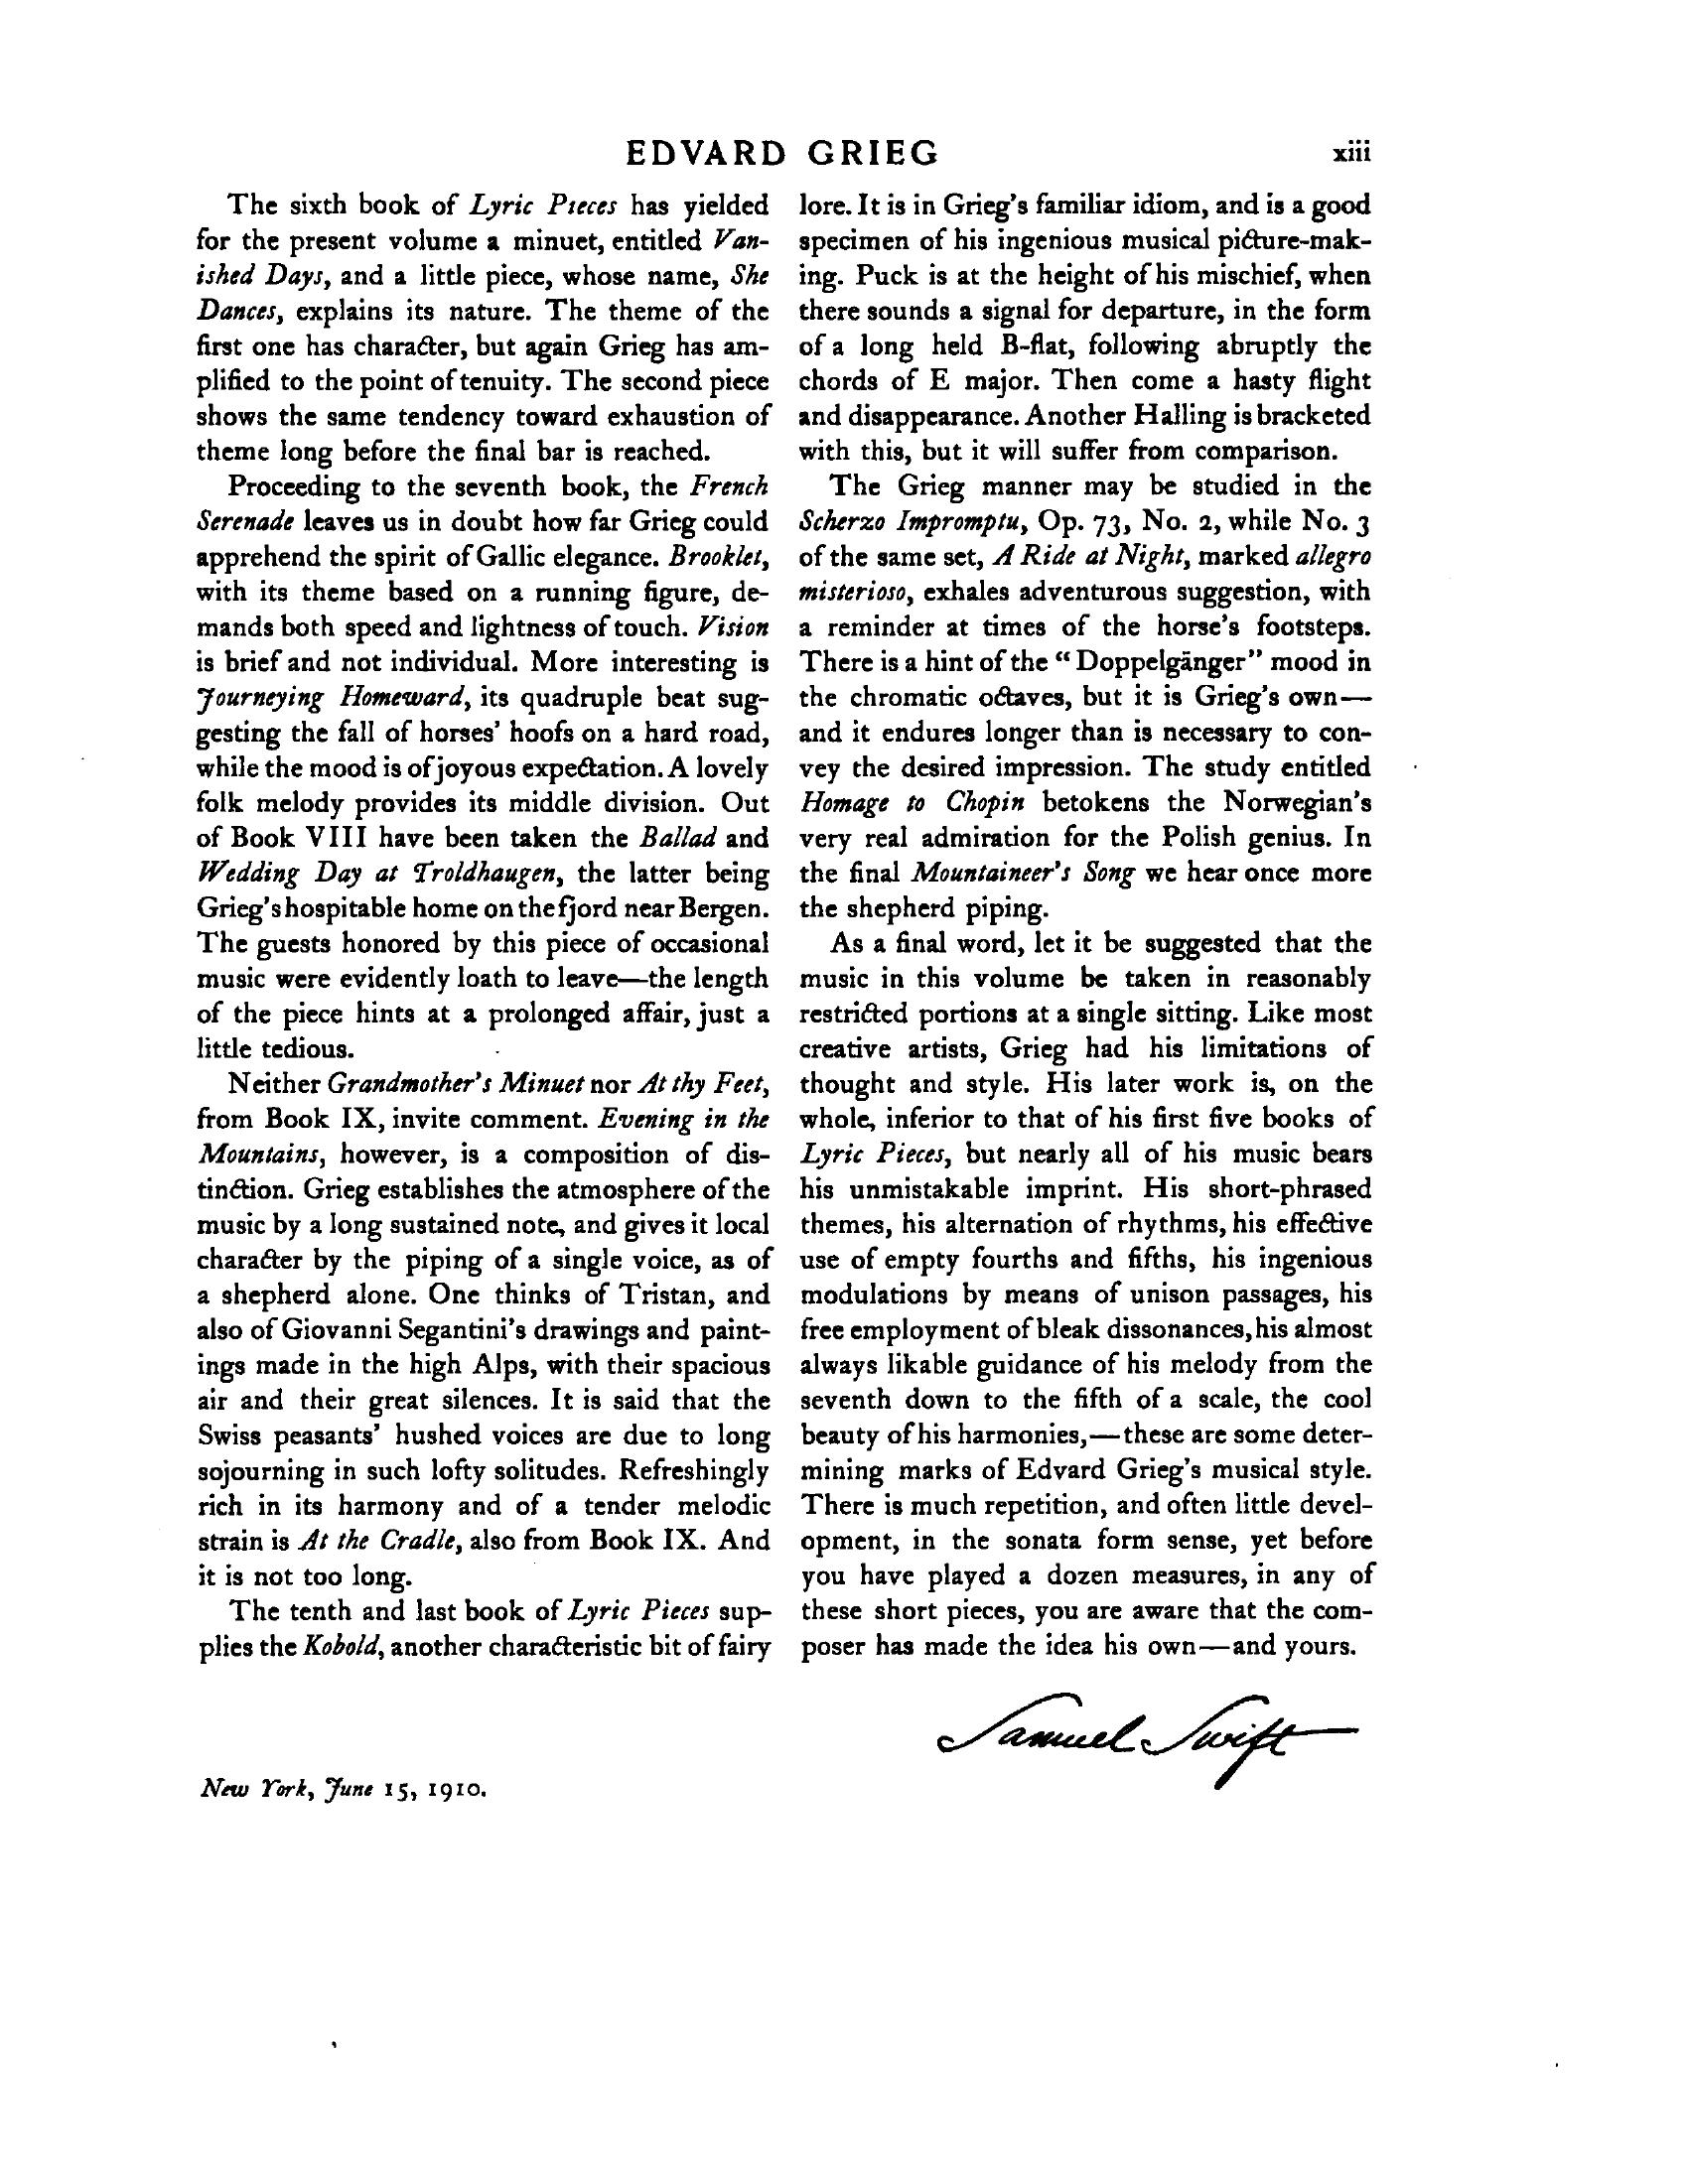 EDVARD GRIEG
xiii
The sixth book of Lyric Pieces has yielded
for the present volume a minuet, entitled Van-
ished Days, and a little piece, whose name, She
Dances, explains its nature. The theme of the
first one has character, but again Grieg has am-
plified to the point of tenuity. The second piece
shows the same tendency toward exhaustion of
theme long before the final bar is reached.
Proceeding to the seventh book, the French
Serenade leaves us in doubt how far Grieg could
apprehend the spirit of Gallic elegance. Brooklet,
with its theme based on a running figure, de-
mands both speed and lightness of touch. Vision
is brief and not individual. More interesting is
Journeying Homeward, its quadruple beat sug-
gesting the fall of horses' hoofs on a hard road,
while the mood is of joyous expectation. A lovely
folk melody provides its middle division. Out
of Book VIII have been taken the Ballad and
Wedding Day at Troldhaugen, the latter being
Grieg's hospitable home on the fjord near Bergen.
The guests honored by this piece of occasional
music were evidently loath to leave—the length
of the piece hints at a prolonged affair, just a
little tedious.
Neither Grandmother's Minuet nor At thy Feet,
from Book IX, invite comment. Evening in the
Mountains, however, is a composition of dis-
tinction. Grieg establishes the atmosphere of the
music by a long sustained note, and gives it local
character by the piping of a single voice, as of
a shepherd alone. One thinks of Tristan, and
also of Giovanni Segantini's drawings and paint-
ings made in the high Alps, with their spacious
air and their great silences. It is said that the
Swiss peasants' hushed voices are due to long
sojourning in such lofty solitudes. Refreshingly
rich in its harmony and of a tender melodic
strain is At the Cradle, also from Book IX. And
it is not too long.
The tenth and last book of Lyric Pieces sup-
plies the Kobold, another characteristic bit of fairy
lore. It is in Grieg's familiar idiom, and is a good
specimen of his ingenious musical picture-mak-
ing. Puck is at the height of his mischief, when
there sounds a signal for departure, in the form
of a long held B-flat, following abruptly the
chords of E major. Then come a hasty flight
and disappearance. Another Halling is bracketed
with this, but it will suffer from comparison.
The Grieg manner may be studied in the
Scherzo Impromptu, Op. 73, No. 2, while No. 3
of the same set, A Ride at Night, marked allegro
misterioso, exhales adventurous suggestion, with
a reminder at times of the horse's footsteps.
There is a hint of the "Doppelgänger" mood in
the chromatic octaves, but it is Grieg's own—
and it endures longer than is necessary to con-
vey the desired impression. The study entitled
Homage to Chopin betokens the Norwegian's
very real admiration for the Polish genius. In
the final Mountaineer's Song we hear once more
the shepherd piping.
As a final word, let it be suggested that the
music in this volume be taken in reasonably
restricted portions at a single sitting. Like most
creative artists, Grieg had his limitations of
thought and style. His later work is, on the
whole, inferior to that of his first five books of
Lyric Pieces, but nearly all of his music bears
his unmistakable imprint. His short-phrased
themes, his alternation of rhythms, his effective
use of empty fourths and fifths, his ingenious
modulations by means of unison passages, his
free employment of bleak dissonances, his almost
always likable guidance of his melody from the
seventh down to the fifth of a scale, the cool
beauty of his harmonies,—these are some deter-
mining marks of Edvard Grieg's musical style.
There is much repetition, and often little devel-
opment, in the sonata form sense, yet before
you have played a dozen measures, in any of
these short pieces, you are aware that the com-
poser has made the idea his own—and yours.
Samuel Swift
New York, June 15, 1910.